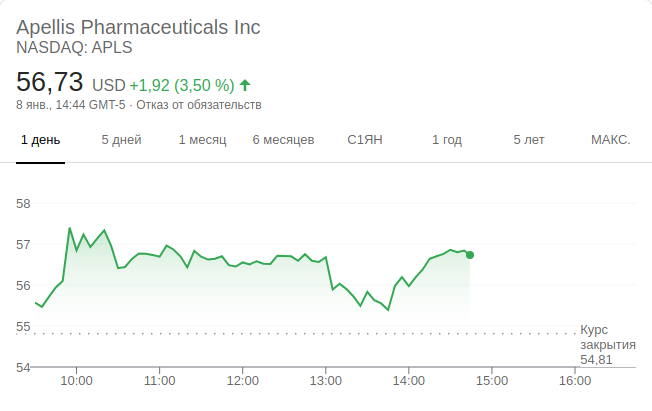 Apellis Pharmaceuticals Inc
NASDAQ: APLS
56,73 USD +1,92 (3,50 %)
8 янв., 14:44 GMT-5 · Отказ от обязательств
1 день 5 дней 1 месяц 6 месяцев С1ЯН 1 год 5 лет МАКС.
58
57
56
55
Курс
закрытия
54,81
54
10:00 11:00 12:00 13:00 14:00 15:00 16:00